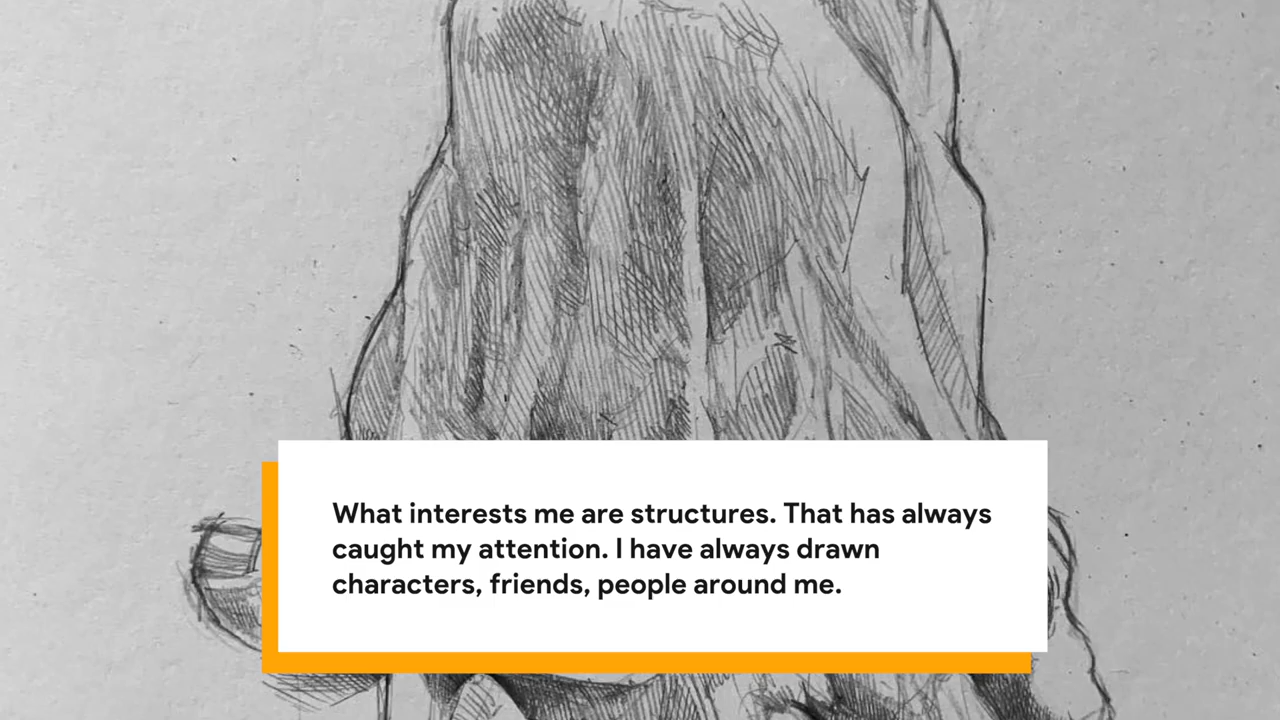 What interests me are structures. That has always
caught my attention. I have always drawn
characters, friends, people around me.